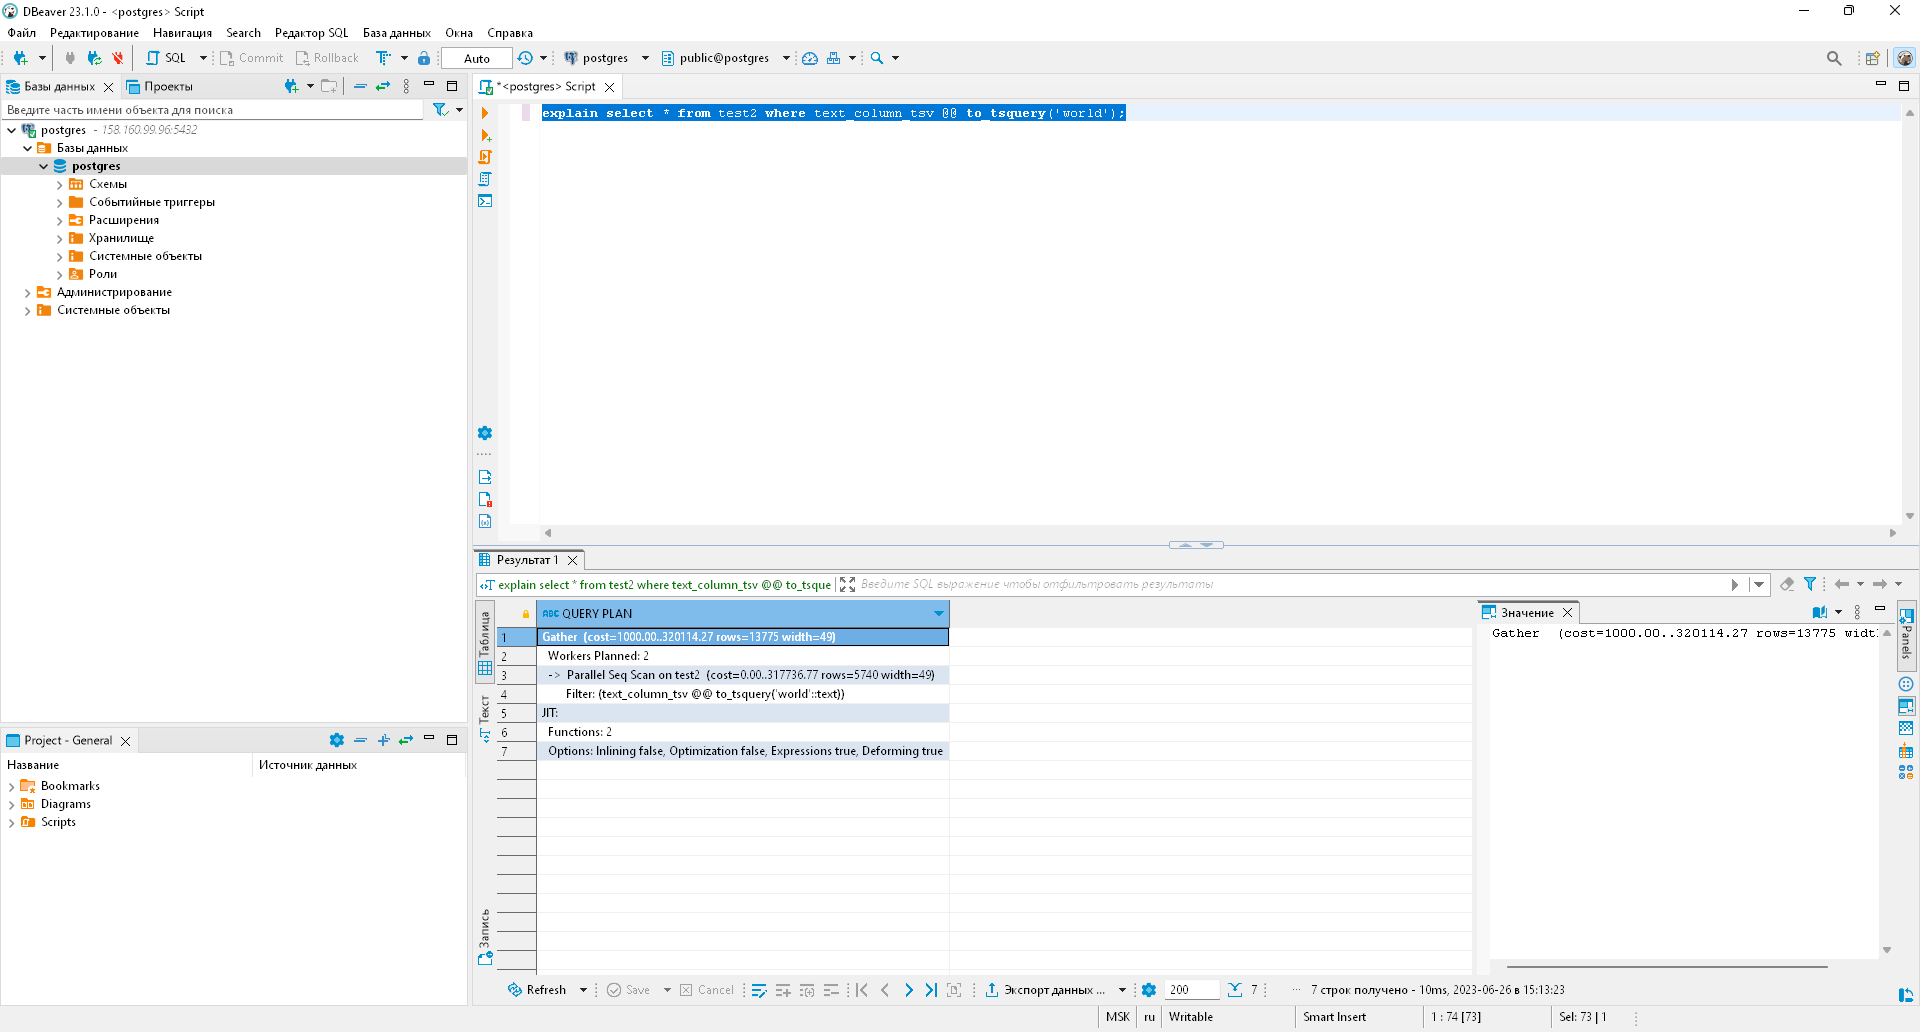 DBeaver 23.1.0 - <postgres> Script
Файл Редактирование Навигация Search Редактор SQL База данных Окна Справка
SQL Commit Rollback Auto postgres public@postgres
Базы данных Проекты
Введите часть имени объекта для поиска
postgres - 158.160.99.96:5432
Базы данных
postgres
Схемы
Событийные триггеры
Расширения
Хранилище
Системные объекты
Роли
Администрирование
Системные объекты
Project - General
Название Источник данных
Bookmarks
Diagrams
Scripts
*<postgres> Script
explain select * from test2 where text_column_tsv @@ to_tsquery('world');
Результат 1
explain select * from test2 where text_column_tsv @@ to_tsque Введите SQL выражение чтобы отфильтровать результаты
Таблица
Текст
Запись
ABC QUERY PLAN
1 Gather (cost=1000.00..320114.27 rows=13775 width=49)
2 Workers Planned: 2
3 -> Parallel Seq Scan on test2 (cost=0.00..317736.77 rows=5740 width=49)
4 Filter: (text_column_tsv @@ to_tsquery('world'::text))
5 JIT:
6 Functions: 2
7 Options: Inlining false, Optimization false, Expressions true, Deforming true
Значение
Gather (cost=1000.00..320114.27 rows=13775 widt
Panels
Refresh Save Cancel Экспорт данных ... 200 7 ··· 7 строк получено - 10ms, 2023-06-26 в 15:13:23
MSK ru Writable Smart Insert 1 : 74 [73] Sel: 73 | 1